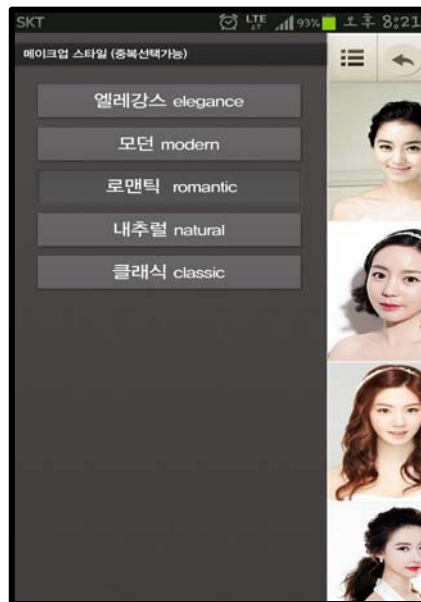 SKT LTE 93% 오후 8:21
메이크업 스타일 (중복선택가능)
엘레강스 elegance
모던 modern
로맨틱 romantic
내추럴 natural
클래식 classic